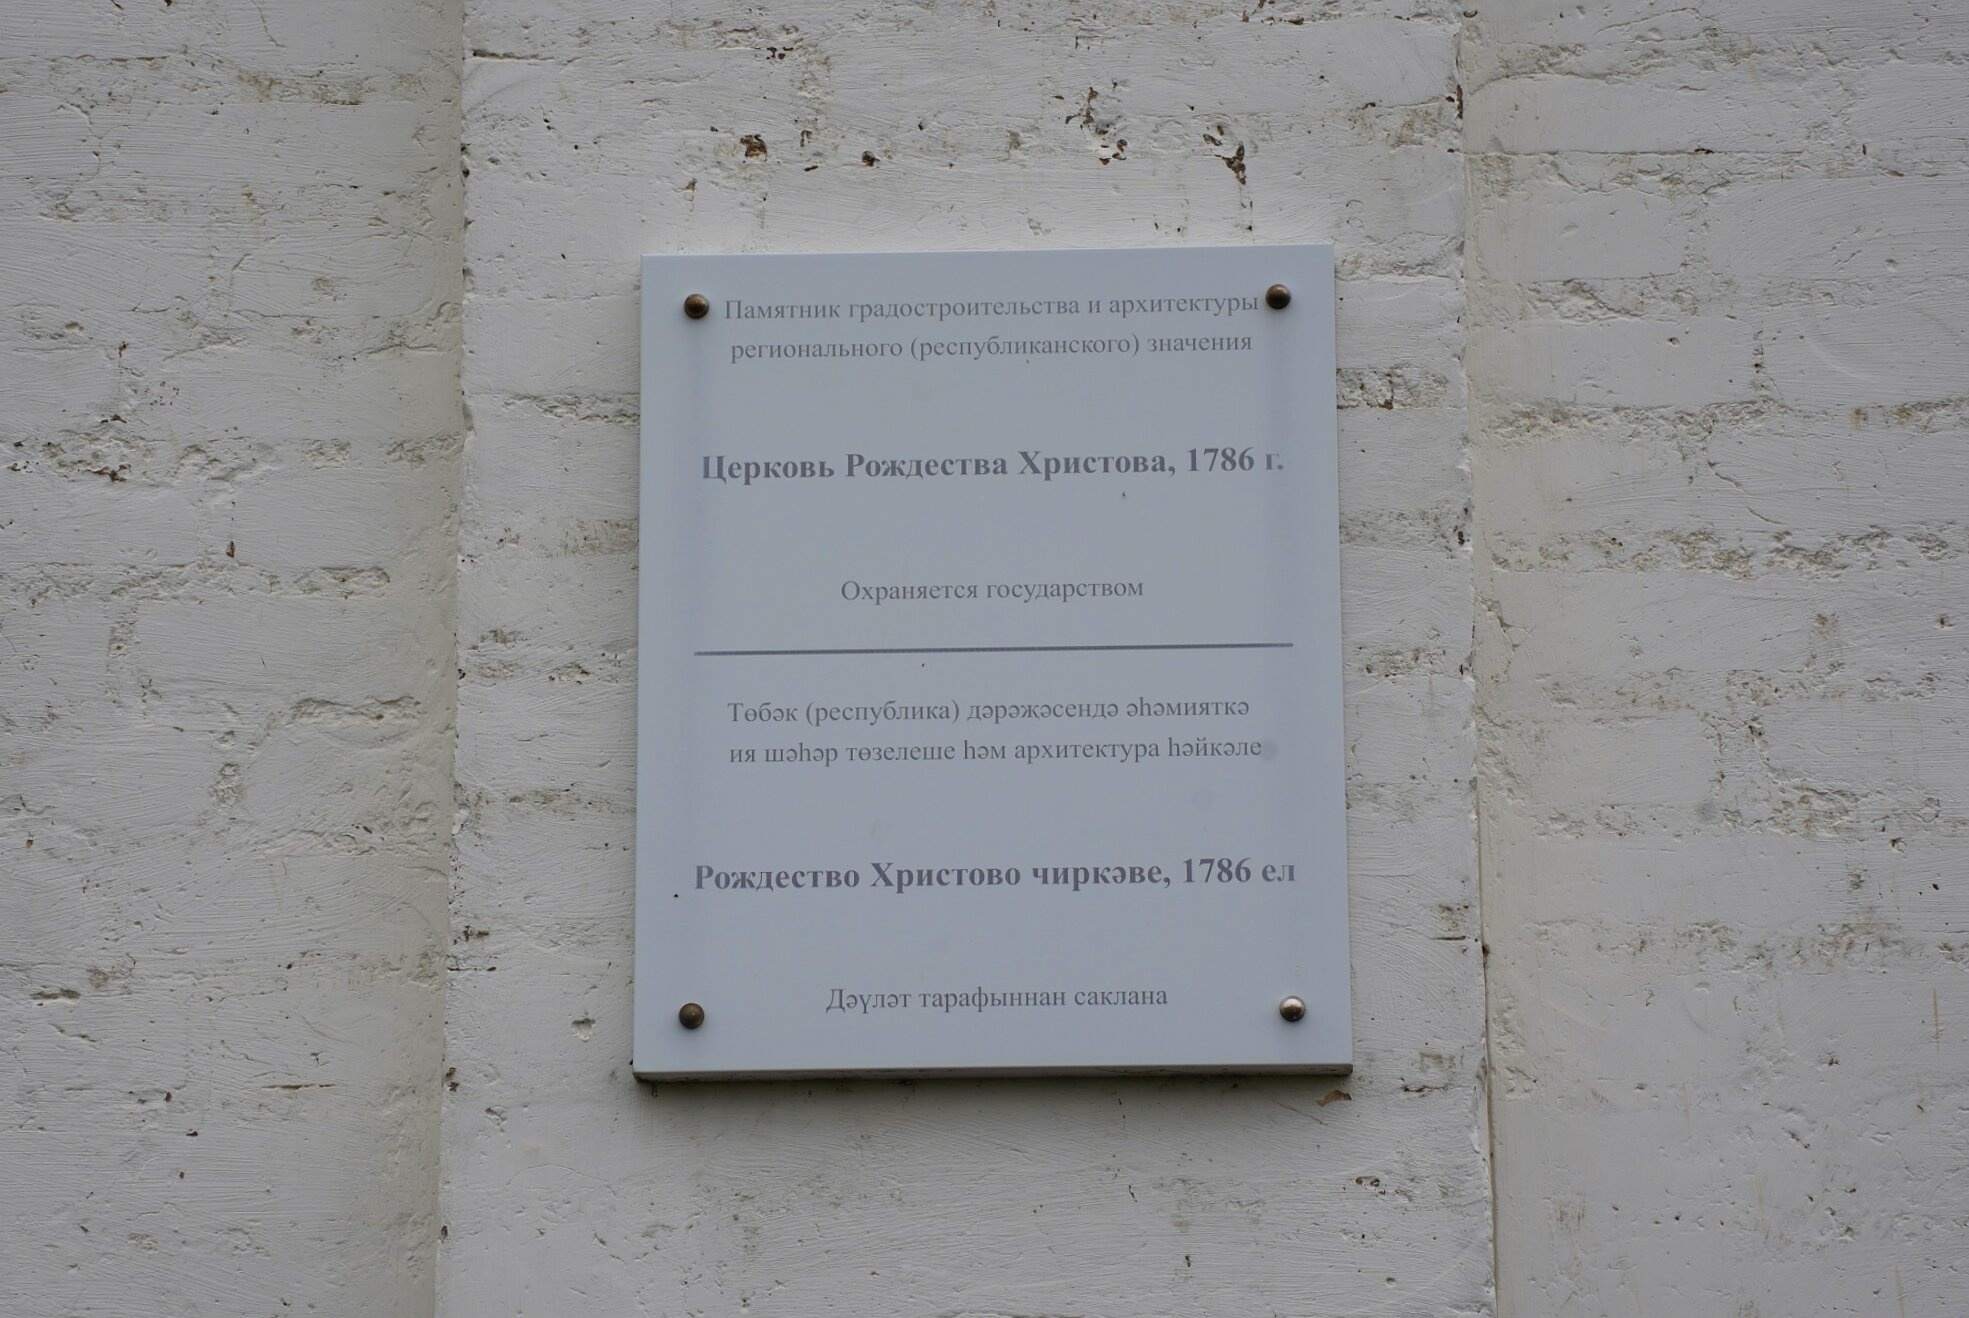 Памятник градостроительства и архитектуры
регионального (республиканского) значения
Церковь Рождества Христова, 1786 г.
Охраняется государством
Төбәк (республика) дәрәҗәсендә әһәмияткә
ия шәһәр төзелеше һәм архитектура һәйкәле
Рождество Христово чиркәве, 1786 ел
Дәүләт тарафыннан саклана